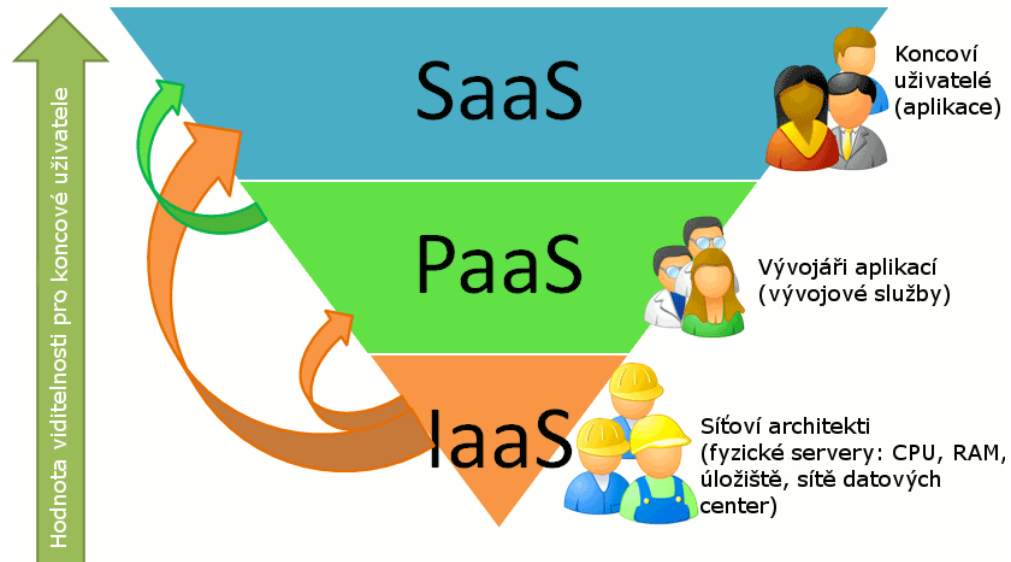 Hodnota viditelnosti pro koncové uživatele
SaaS
Koncoví
uživatelé
(aplikace)
PaaS
Vývojáři aplikací
(vývojové služby)
IaaS
Síťoví architekti
(fyzické servery: CPU, RAM,
úložiště, sítě datových
center)